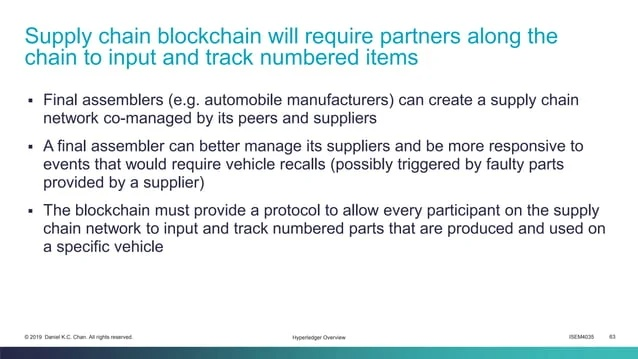 Supply chain blockchain will require partners along the
chain to input and track numbered items
▪ Final assemblers (e.g. automobile manufacturers) can create a supply chain
network co-managed by its peers and suppliers
▪ A final assembler can better manage its suppliers and be more responsive to
events that would require vehicle recalls (possibly triggered by faulty parts
provided by a supplier)
▪ The blockchain must provide a protocol to allow every participant on the supply
chain network to input and track numbered parts that are produced and used on
a specific vehicle
© 2019 Daniel K.C. Chan. All rights reserved. Hyperledger Overview ISEM4035 63